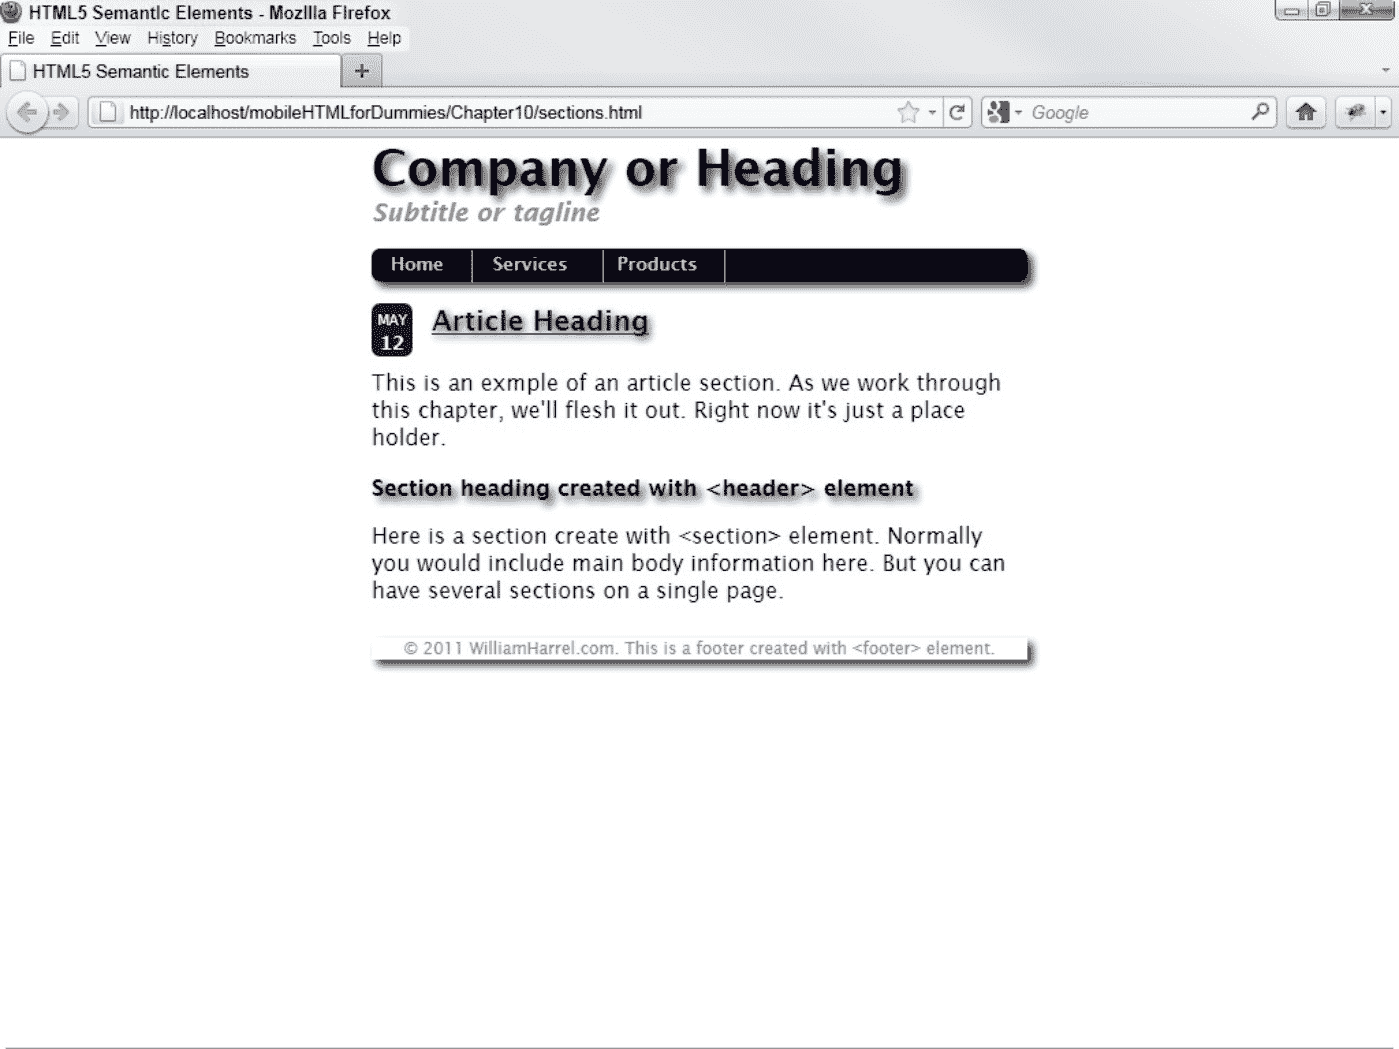 HTML5 Semantic Elements - Mozilla Firefox
File Edit View History Bookmarks Tools Help
HTML5 Semantic Elements
http://localhost/mobileHTMLforDummies/Chapter10/sections.html Google
Company or Heading
Subtitle or tagline
Home Services Products
MAY
12
Article Heading
This is an exmple of an article section. As we work through
this chapter, we'll flesh it out. Right now it's just a place
holder.
Section heading created with <header> element
Here is a section create with <section> element. Normally
you would include main body information here. But you can
have several sections on a single page.
© 2011 WilliamHarrel.com. This is a footer created with <footer> element.